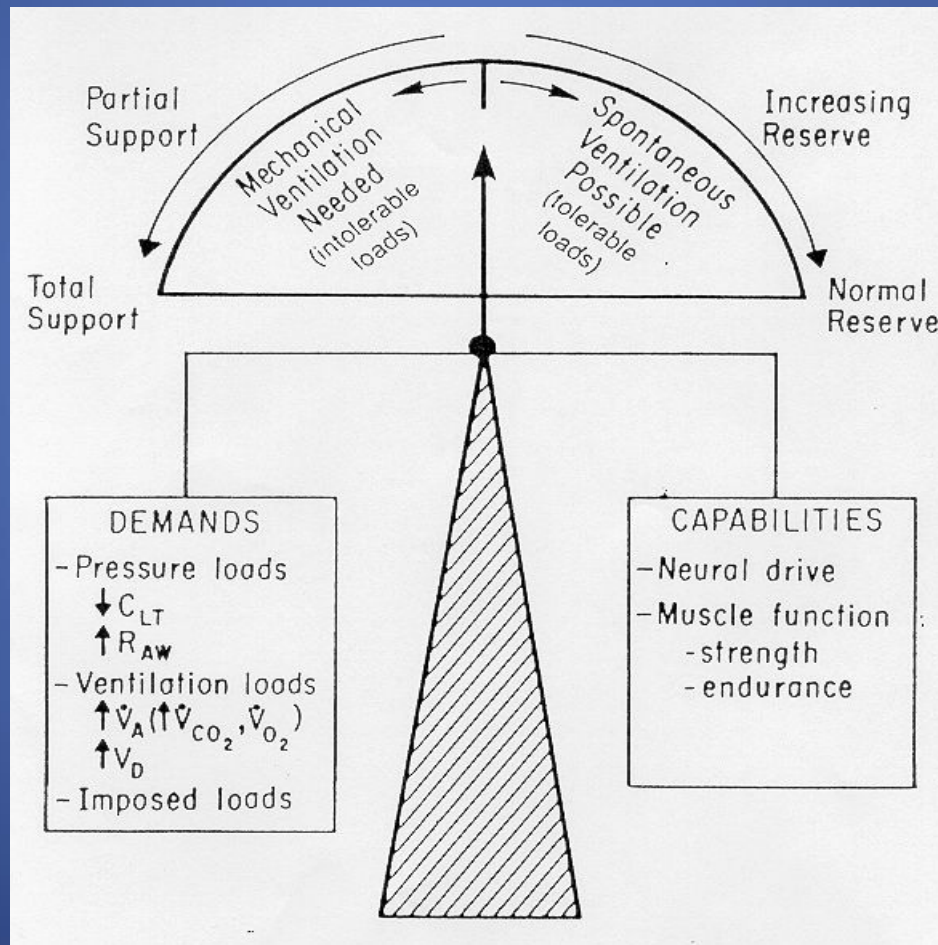 Partial
Support
Mechanical
Ventilation
Needed
(intolerable
loads)
Spontaneous
Ventilation
Possible
(tolerable
loads)
Increasing
Reserve
Total
Support
Normal
Reserve
DEMANDS
- Pressure loads
↓ C_LT
↑ R_AW
- Ventilation loads
↑ V̇_A (↑ V̇_CO₂, V̇_O₂)
↑ V_D
- Imposed loads
CAPABILITIES
- Neural drive
- Muscle function
- strength
- endurance